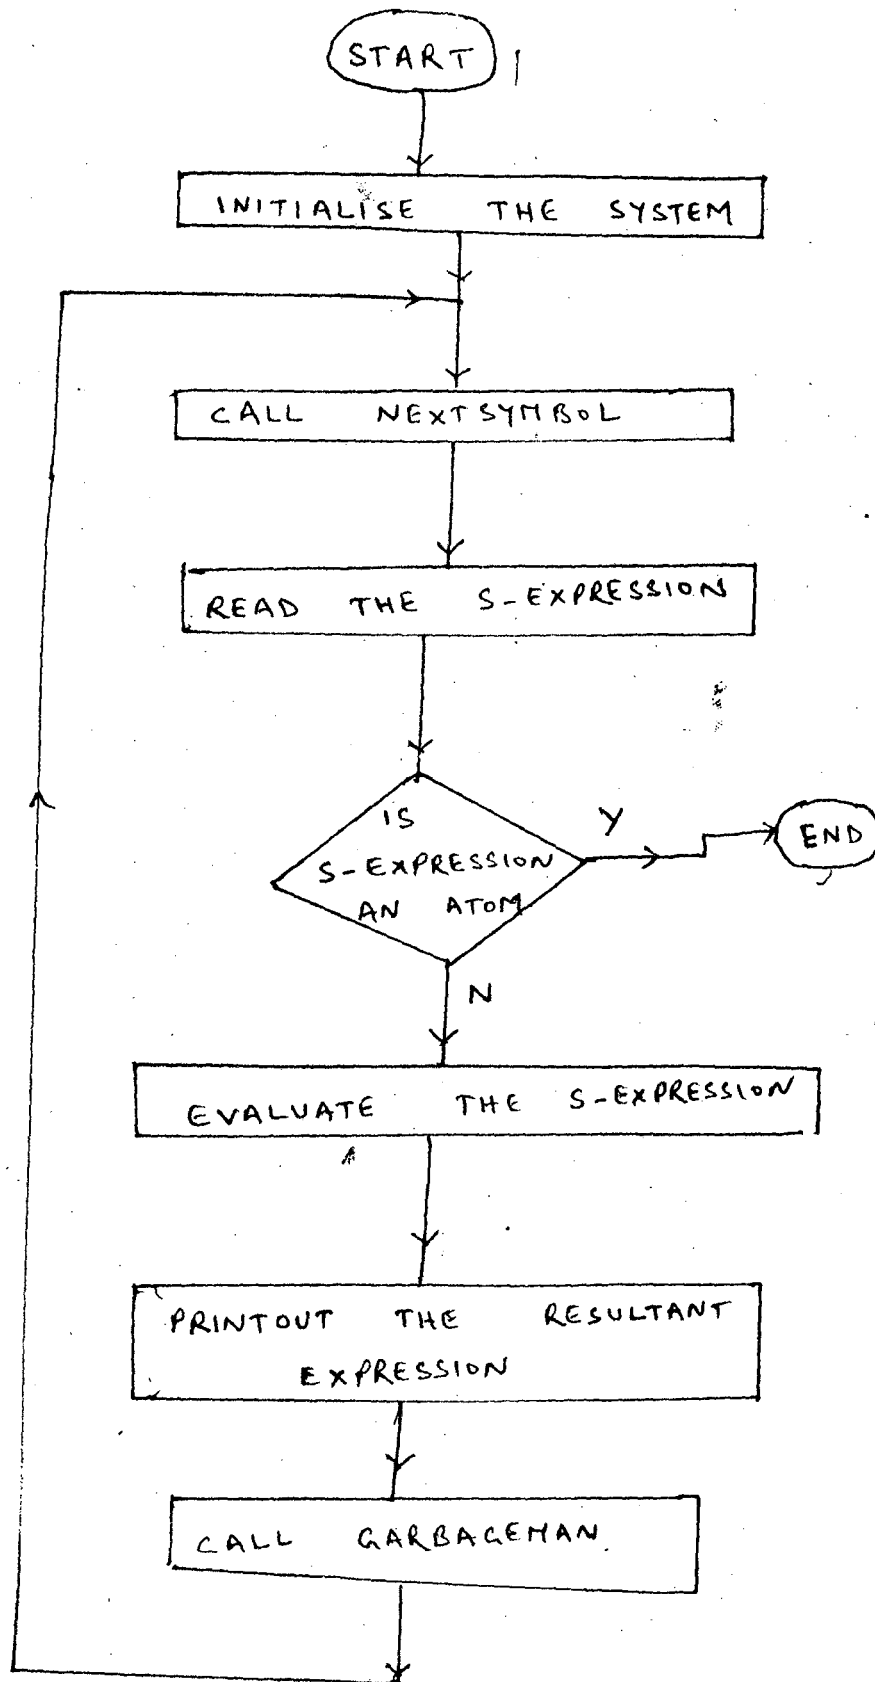 START
INITIALISE THE SYSTEM
CALL NEXTSYMBOL
READ THE S-EXPRESSION
IS
S-EXPRESSION
AN ATOM
Y
END
N
EVALUATE THE S-EXPRESSION
PRINTOUT THE RESULTANT
EXPRESSION
CALL GARBAGEMAN